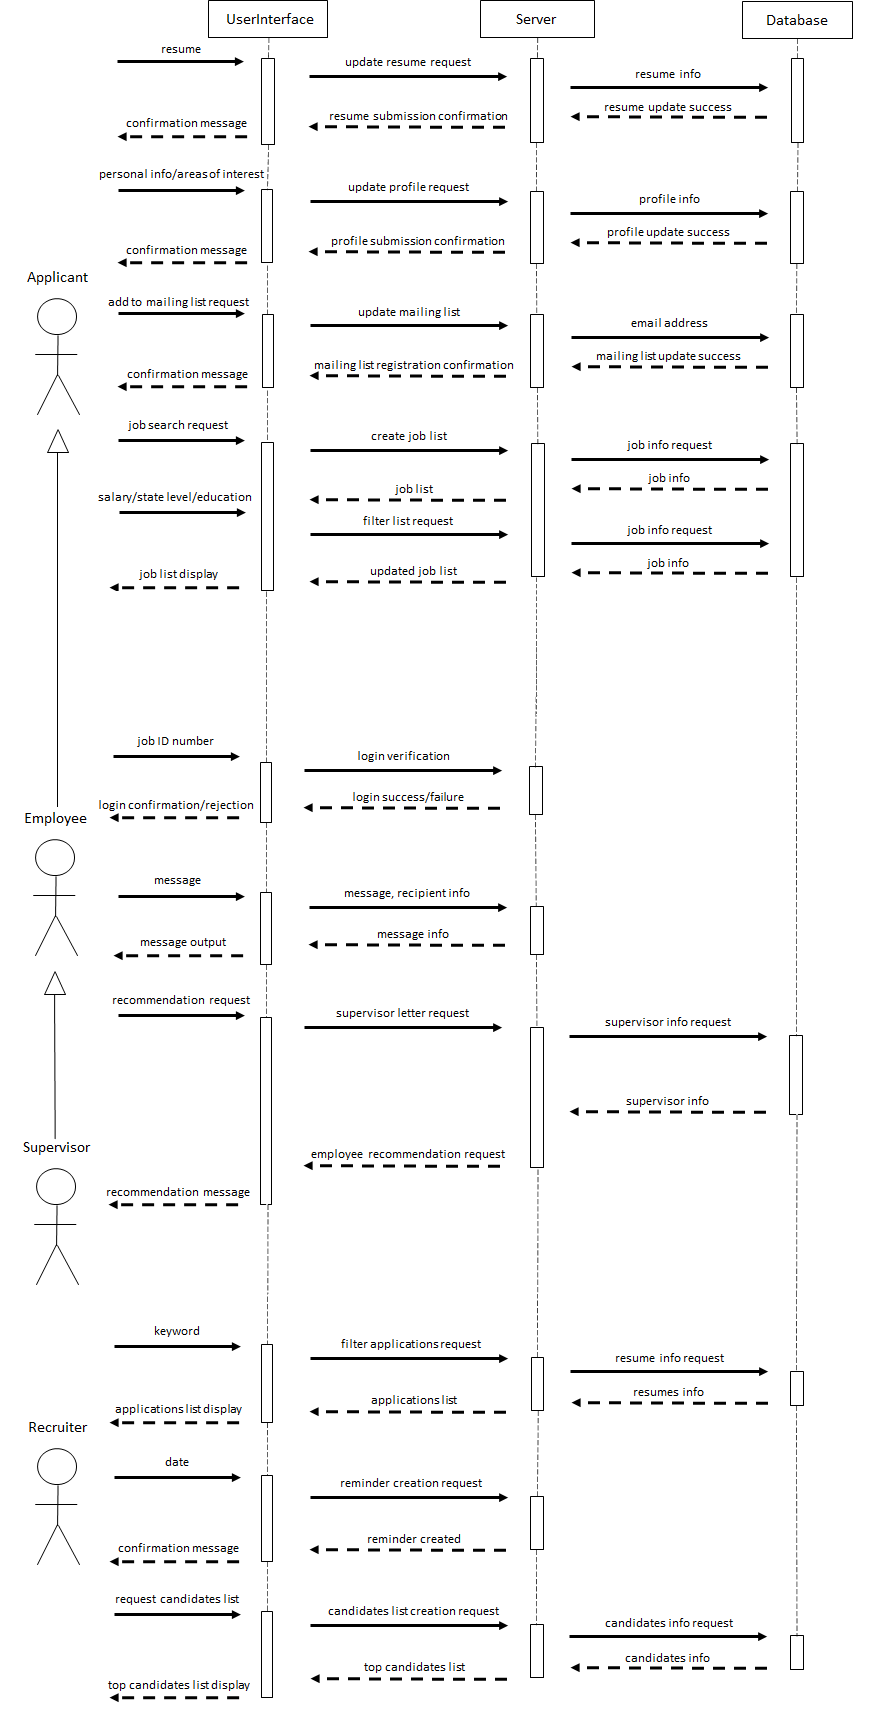 UserInterface
Server
Database
resume
update resume request
resume info
resume update success
resume submission confirmation
confirmation message
personal info/areas of interest
update profile request
profile info
profile update success
profile submission confirmation
confirmation message
Applicant
add to mailing list request
update mailing list
email address
mailing list update success
mailing list registration confirmation
confirmation message
job search request
create job list
job info request
job info
job list
salary/state level/education
filter list request
job info request
job info
updated job list
job list display
job ID number
login verification
login success/failure
login confirmation/rejection
Employee
message
message, recipient info
message info
message output
recommendation request
supervisor letter request
supervisor info request
supervisor info
Supervisor
employee recommendation request
recommendation message
keyword
filter applications request
resume info request
resumes info
applications list
applications list display
Recruiter
date
reminder creation request
reminder created
confirmation message
request candidates list
candidates list creation request
candidates info request
candidates info
top candidates list
top candidates list display